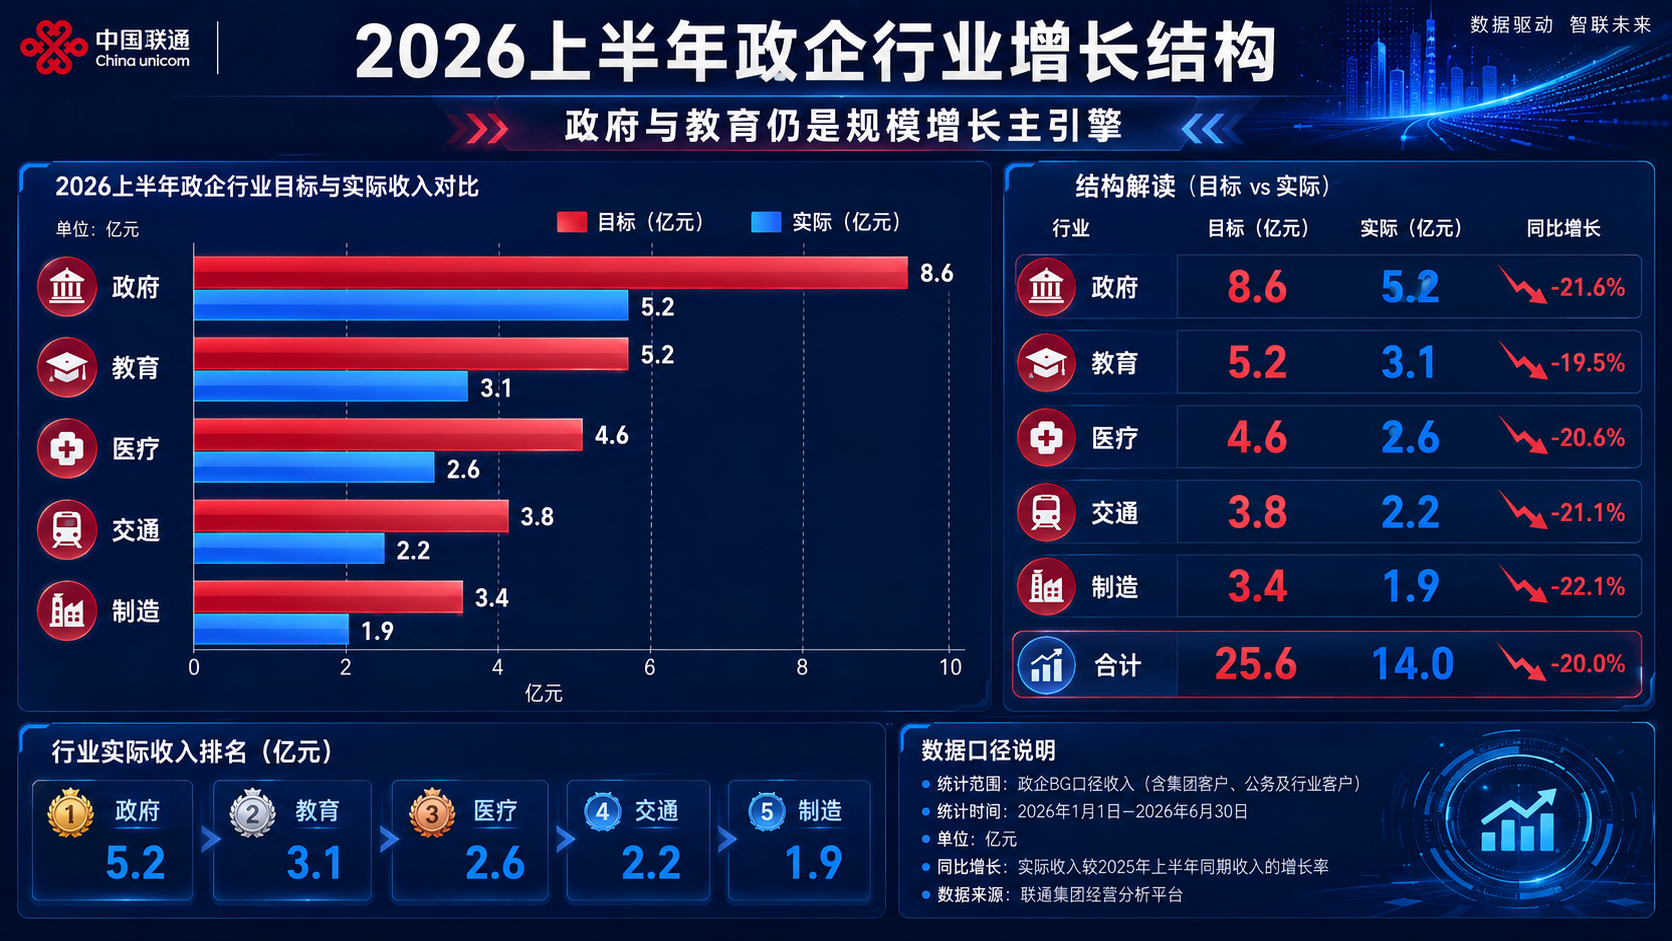 中国联通
China unicom
2026上半年政企行业增长结构
数据驱动 智联未来
政府与教育仍是规模增长主引擎
2026上半年政企行业目标与实际收入对比
单位：亿元
目标（亿元）
实际（亿元）
政府
8.6
5.2
教育
5.2
3.1
医疗
4.6
2.6
交通
3.8
2.2
制造
3.4
1.9
0 2 4 6 8 10
亿元
结构解读（目标 vs 实际）
行业 目标（亿元） 实际（亿元） 同比增长
政府 8.6 5.2 -21.6%
教育 5.2 3.1 -19.5%
医疗 4.6 2.6 -20.6%
交通 3.8 2.2 -21.1%
制造 3.4 1.9 -22.1%
合计 25.6 14.0 -20.0%
行业实际收入排名（亿元）
1 政府
5.2
2 教育
3.1
3 医疗
2.6
4 交通
2.2
5 制造
1.9
数据口径说明
统计范围：政企BG口径收入（含集团客户、公务及行业客户）
统计时间：2026年1月1日—2026年6月30日
单位：亿元
同比增长：实际收入较2025年上半年同期收入的增长率
数据来源：联通集团经营分析平台